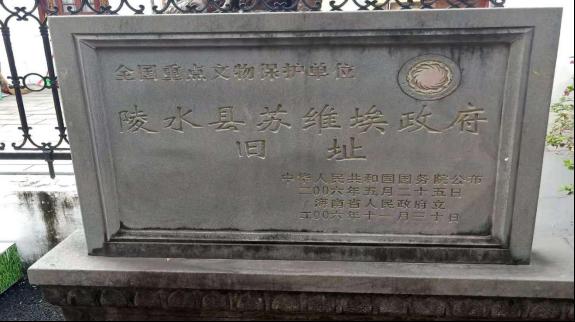 全国重点文物保护单位
陵水县苏维埃政府
旧址
中华人民共和国国务院公布
二〇〇六年五月二十五日
海南省人民政府立
二〇〇六年十一月三十日